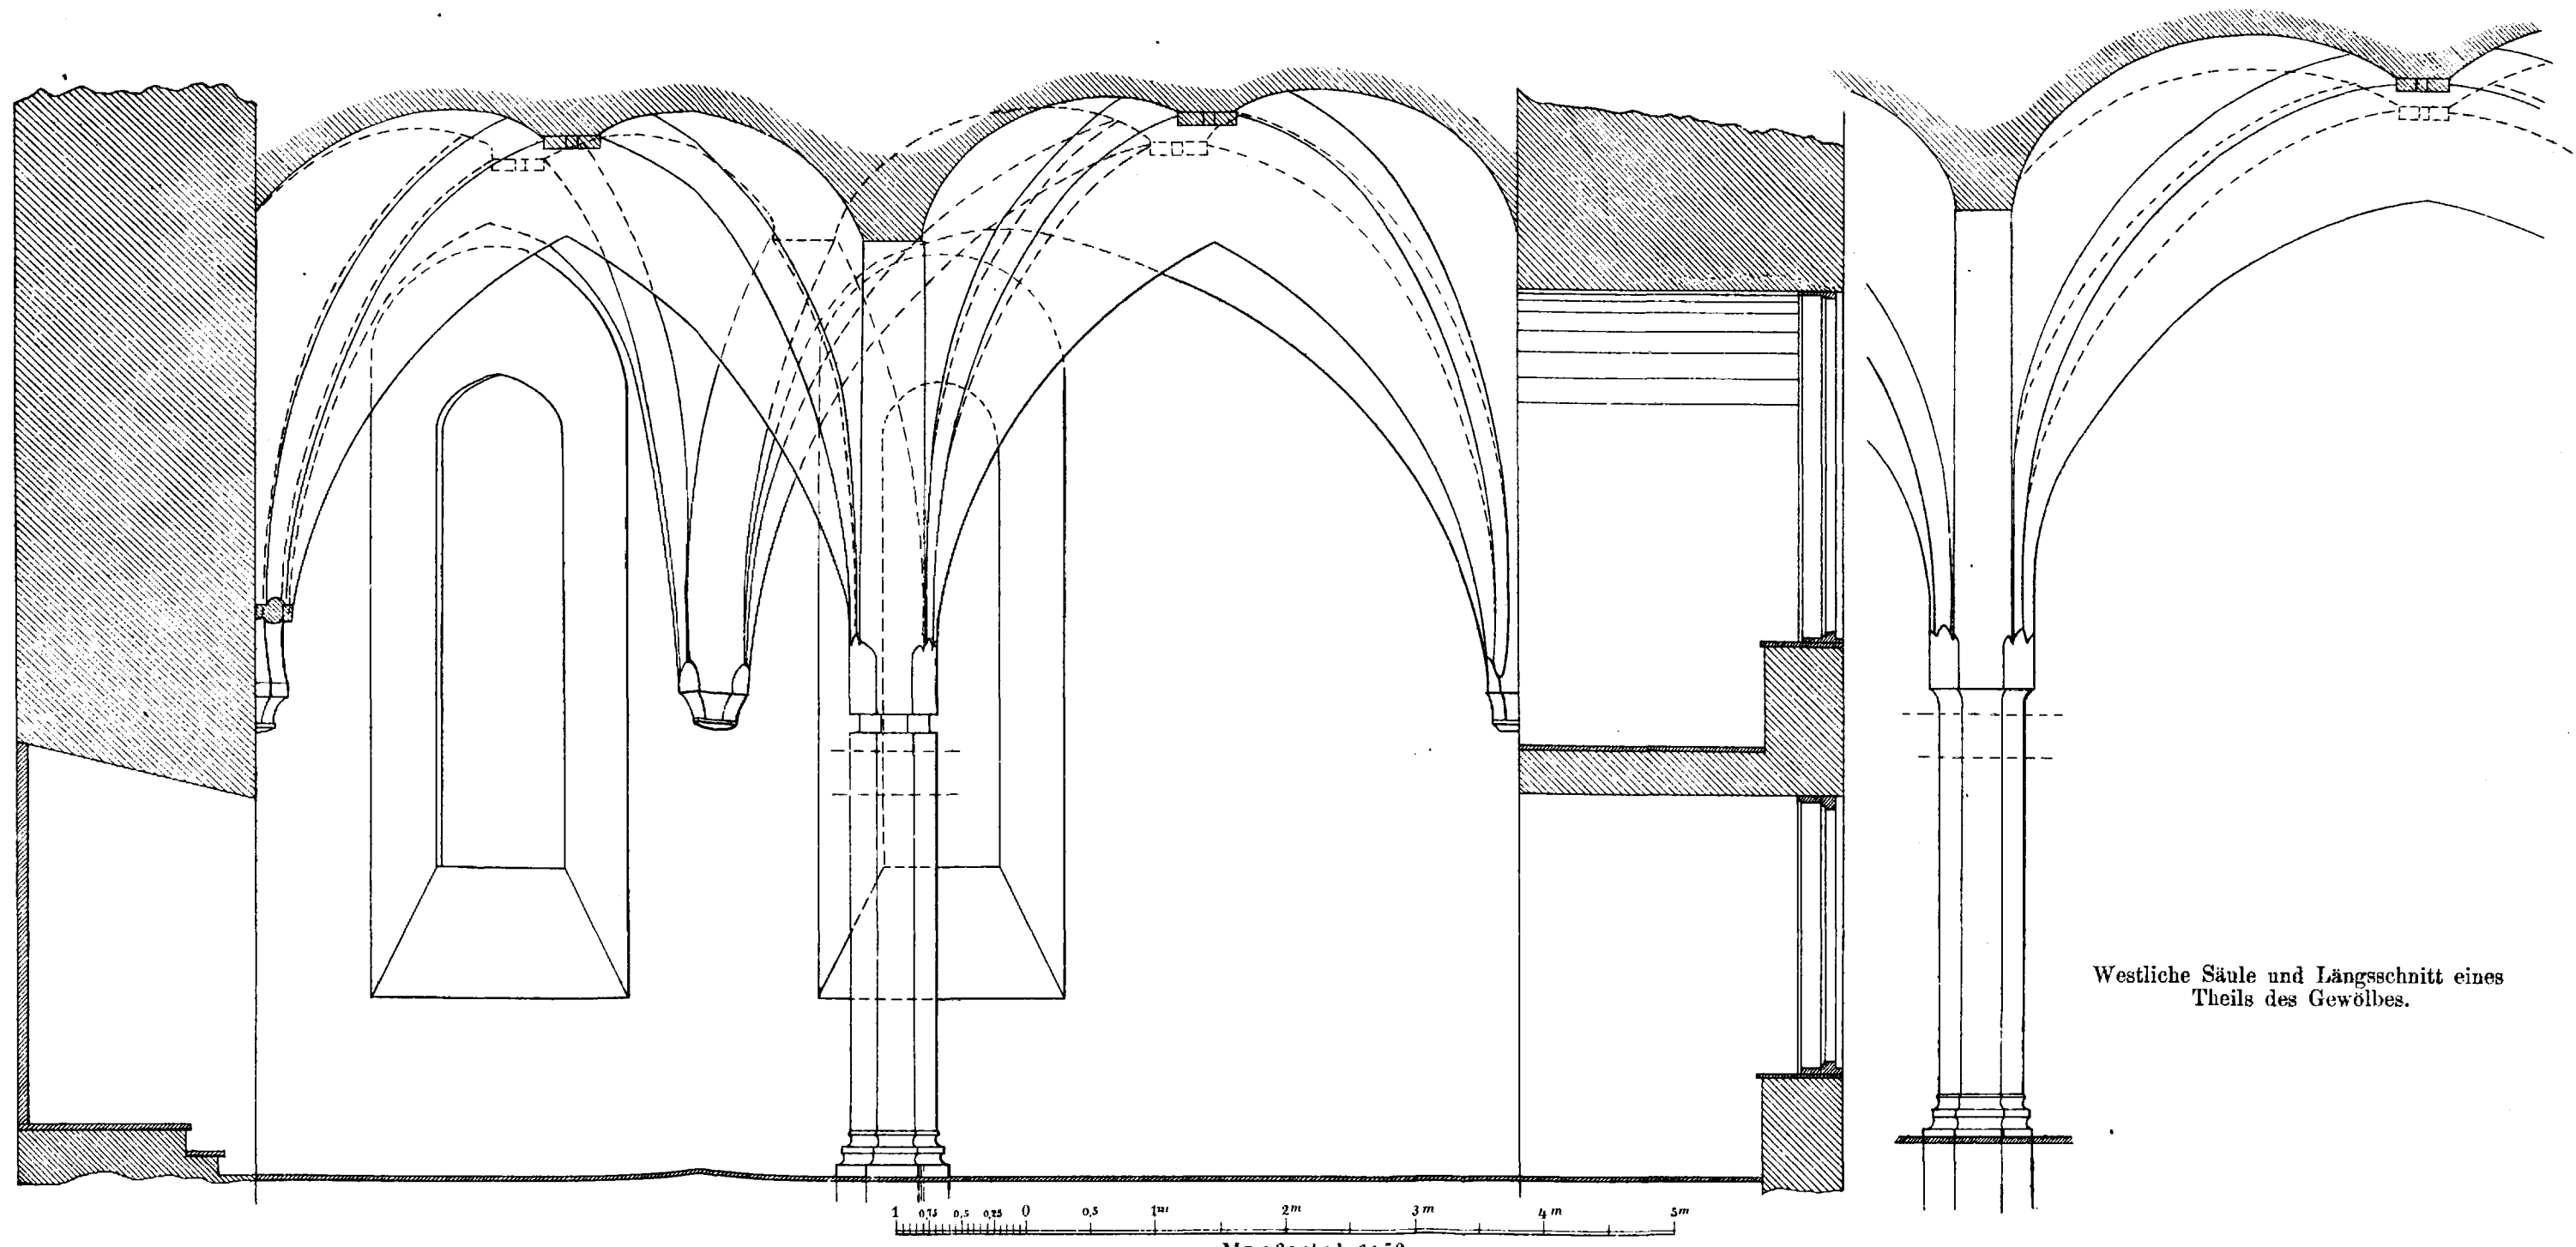 Westliche Säule und Längsschnitt eines
Theils des Gewölbes.
1 0,75 0,5 0,25 0 0,5 1m 2m 3m 4m 5m